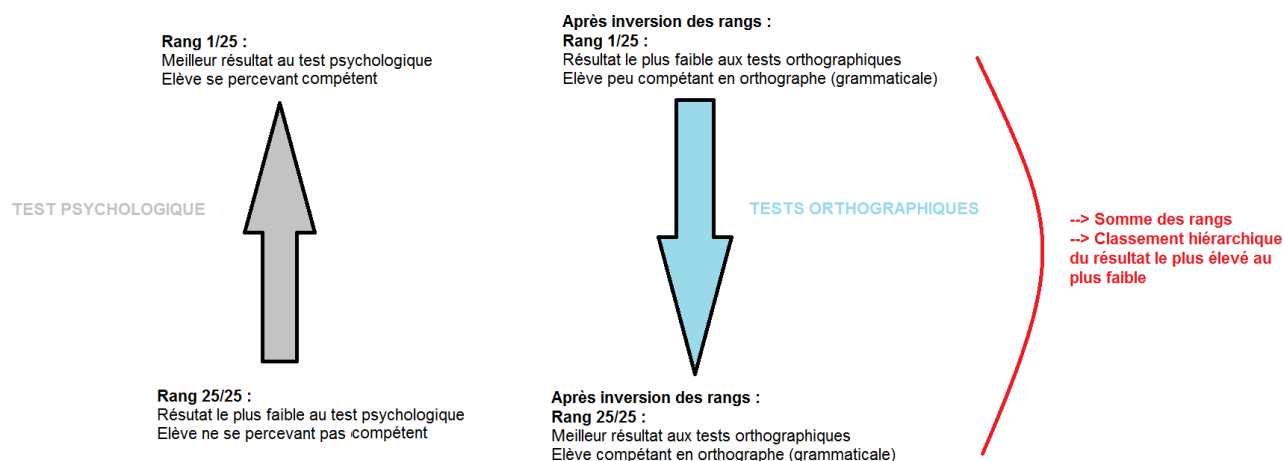 Rang 1/25 :
Meilleur résultat au test psychologique
Elève se percevant compétent
Après inversion des rangs :
Rang 1/25 :
Résultat le plus faible aux tests orthographiques
Elève peu compétant en orthographe (grammaticale)
TEST PSYCHOLOGIQUE
TESTS ORTHOGRAPHIQUES
--> Somme des rangs
--> Classement hiérarchique
du résultat le plus élevé au
plus faible
Rang 25/25 :
Résutat le plus faible au test psychologique
Elève ne se percevant pas compétent
Après inversion des rangs :
Rang 25/25 :
Meilleur résultat aux tests orthographiques
Elève compétant en orthographe (grammaticale)